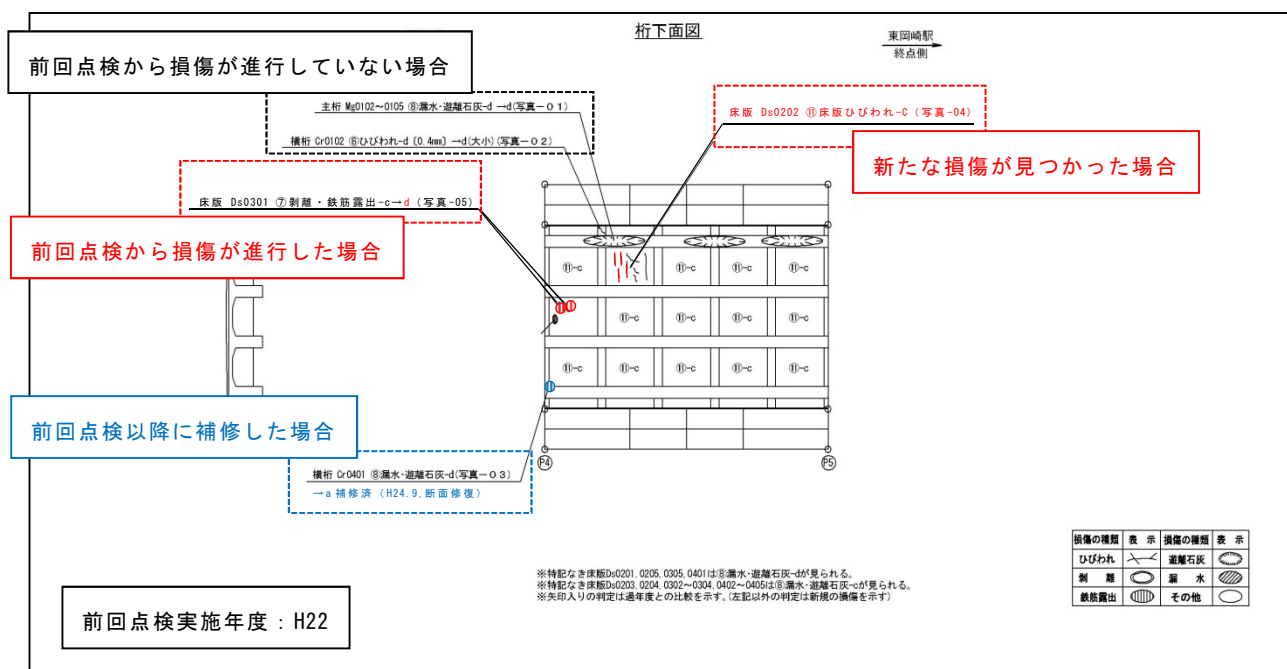 桁下面図
東岡崎駅
終点側
前回点検から損傷が進行していない場合
主桁 Mg0102～0105 ⑧漏水・遊離石灰-d →d(写真－０１)
横桁 Cr0102 ⑥ひびわれ-d [0.4mm] →d(大小)(写真－０２)
床版 Ds0202 ⑪床版ひびわれ-C (写真-04)
新たな損傷が見つかった場合
床版 Ds0301 ⑦剥離・鉄筋露出-c→d (写真-05)
前回点検から損傷が進行した場合
⑪-c ⑪-c ⑪-c ⑪-c
⑪-c ⑪-c ⑪-c ⑪-c
⑪-c ⑪-c ⑪-c ⑪-c ⑪-c
前回点検以降に補修した場合
P4 P5
横桁 Cr0401 ⑧漏水・遊離石灰-d(写真－０３)
→a 補修済 (H24.9,断面修復)
※特記なき床版Ds0201,0205,0305,0401は⑧漏水・遊離石灰-dが見られる。
※特記なき床版Ds0203,0204,0302～0304,0402～0405は⑧漏水・遊離石灰-cが見られる。
※矢印入りの判定は過年度との比較を示す。(左記以外の判定は新規の損傷を示す)
損傷の種類 表 示 損傷の種類 表 示
ひびわれ 遊離石灰
剥 離 漏 水
鉄筋露出 その他
前回点検実施年度：H22